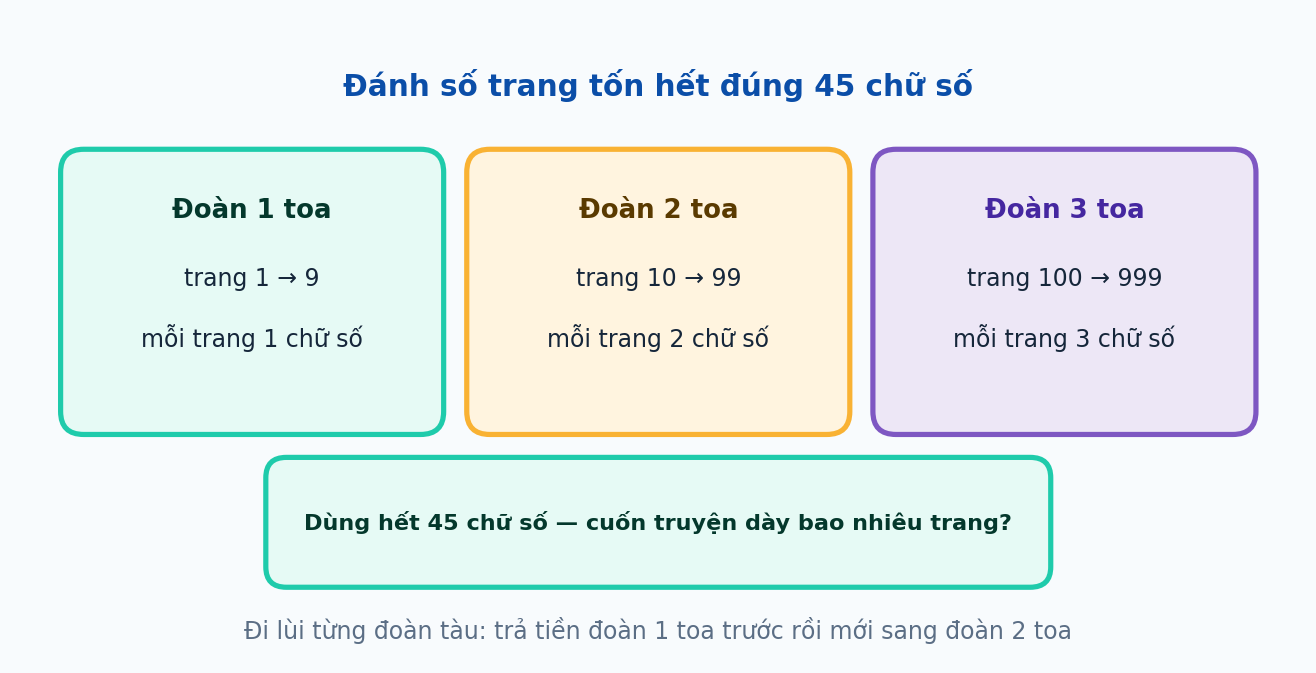 Đánh số trang tốn hết đúng 45 chữ số
Đoàn 1 toa
trang 1 → 9
mỗi trang 1 chữ số
Đoàn 2 toa
trang 10 → 99
mỗi trang 2 chữ số
Đoàn 3 toa
trang 100 → 999
mỗi trang 3 chữ số
Dùng hết 45 chữ số — cuốn truyện dày bao nhiêu trang?
Đi lùi từng đoàn tàu: trả tiền đoàn 1 toa trước rồi mới sang đoàn 2 toa